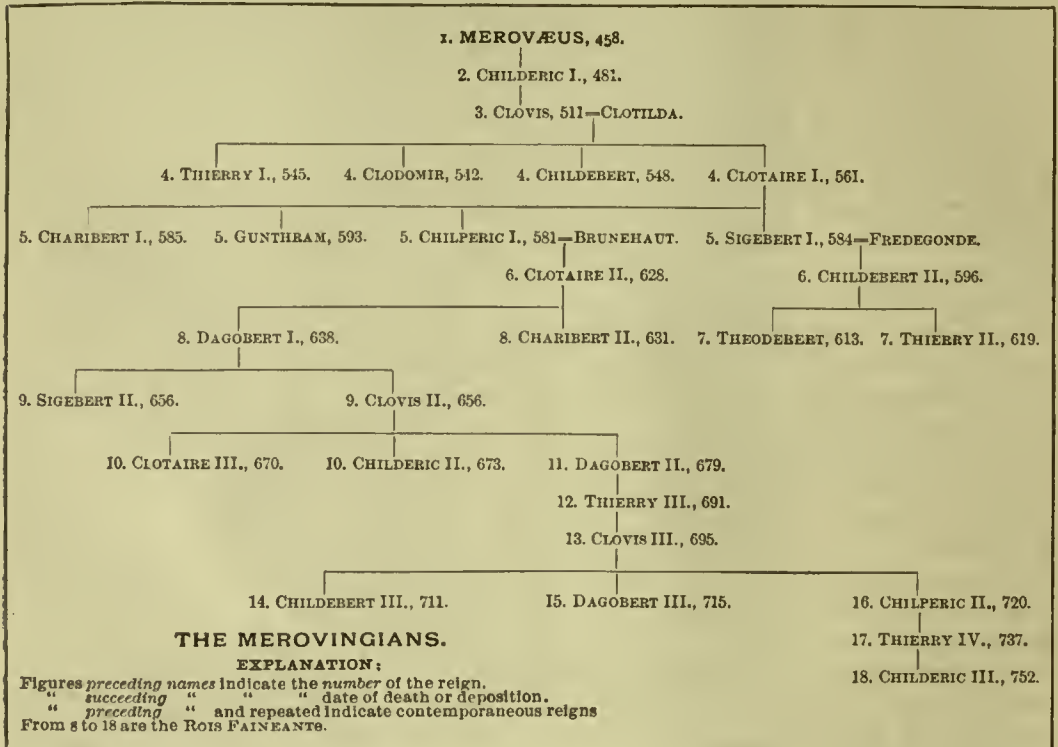 1. MEROVÆUS, 458.
2. CHILDERIC I., 481.
3. CLOVIS, 511=CLOTILDA.
4. THIERRY I., 545. 4. CLODOMIR, 542. 4. CHILDEBERT, 548. 4. CLOTAIRE I., 561.
5. CHARIBERT I., 585. 5. GUNTHRAM, 593. 5. CHILPERIC I., 581=BRUNEHAUT. 5. SIGEBERT I., 584=FREDEGONDE.
6. CLOTAIRE II., 628. 6. CHILDEBERT II., 596.
8. DAGOBERT I., 638. 8. CHARIBERT II., 631. 7. THEODEBERT, 613. 7. THIERRY II., 619.
9. SIGEBERT II., 656. 9. CLOVIS II., 656.
10. CLOTAIRE III., 670. 10. CHILDERIC II., 673. 11. DAGOBERT II., 679.
12. THIERRY III., 691.
13. CLOVIS III., 695.
14. CHILDEBERT III., 711. 15. DAGOBERT III., 715. 16. CHILPERIC II., 720.
17. THIERRY IV., 737.
18. CHILDERIC III., 752.
THE MEROVINGIANS.
EXPLANATION:
Figures preceding names indicate the number of the reign.
" succeeding " " " date of death or deposition.
" preceding " and repeated indicate contemporaneous reigns
From 8 to 18 are the ROIS FAINEANTS.